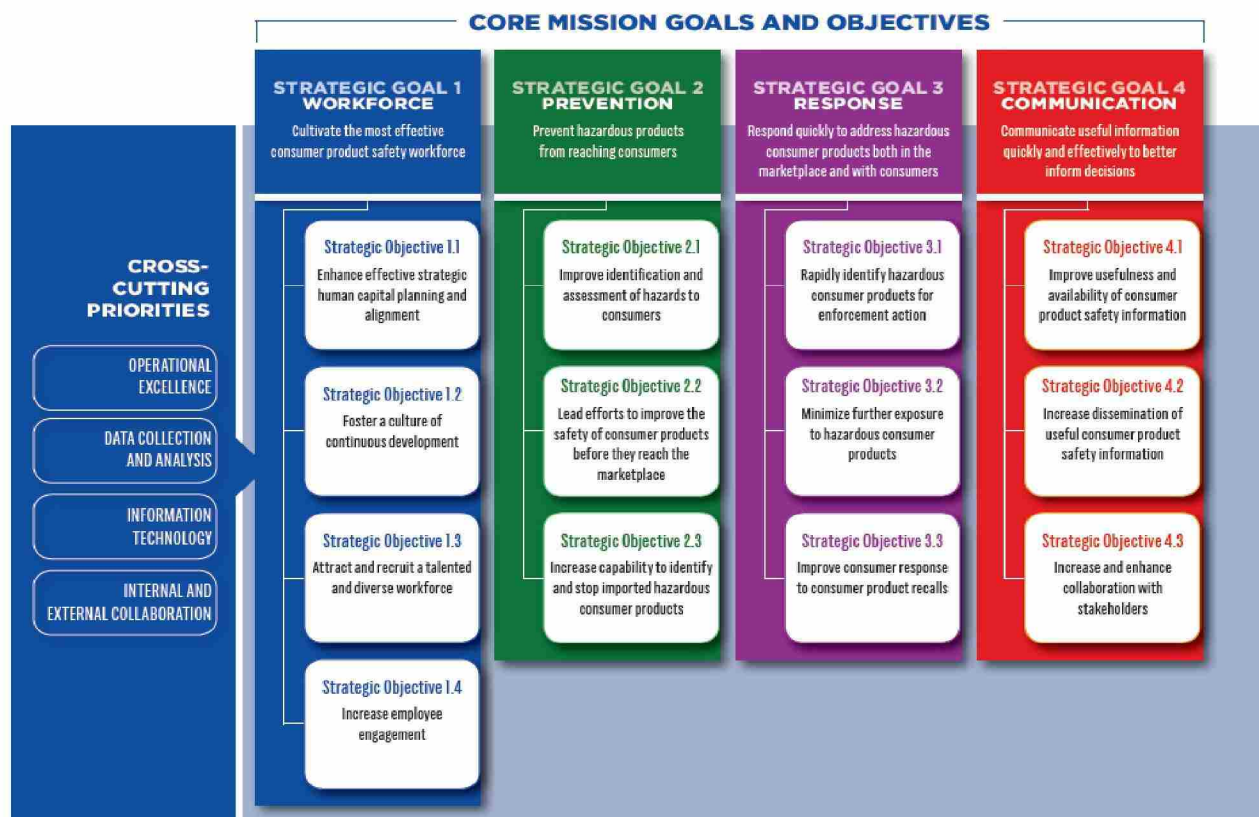 CORE MISSION GOALS AND OBJECTIVES
CROSS-
CUTTING
PRIORITIES
OPERATIONAL
EXCELLENCE
DATA COLLECTION
AND ANALYSIS
INFORMATION
TECHNOLOGY
INTERNAL AND
EXTERNAL COLLABORATION
STRATEGIC GOAL 1
WORKFORCE
Cultivate the most effective
consumer product safety workforce
Strategic Objective 1.1
Enhance effective strategic
human capital planning and
alignment
Strategic Objective 1.2
Foster a culture of
continuous development
Strategic Objective 1.3
Attract and recruit a talented
and diverse workforce
Strategic Objective 1.4
Increase employee
engagement
STRATEGIC GOAL 2
PREVENTION
Prevent hazardous products
from reaching consumers
Strategic Objective 2.1
Improve identification and
assessment of hazards to
consumers
Strategic Objective 2.2
Lead efforts to improve the
safety of consumer products
before they reach the
marketplace
Strategic Objective 2.3
Increase capability to identify
and stop imported hazardous
consumer products
STRATEGIC GOAL 3
RESPONSE
Respond quickly to address hazardous
consumer products both in the
marketplace and with consumers
Strategic Objective 3.1
Rapidly identify hazardous
consumer products for
enforcement action
Strategic Objective 3.2
Minimize further exposure
to hazardous consumer
products
Strategic Objective 3.3
Improve consumer response
to consumer product recalls
STRATEGIC GOAL 4
COMMUNICATION
Communicate useful information
quickly and effectively to better
inform decisions
Strategic Objective 4.1
Improve usefulness and
availability of consumer
product safety information
Strategic Objective 4.2
Increase dissemination of
useful consumer product
safety information
Strategic Objective 4.3
Increase and enhance
collaboration with
stakeholders